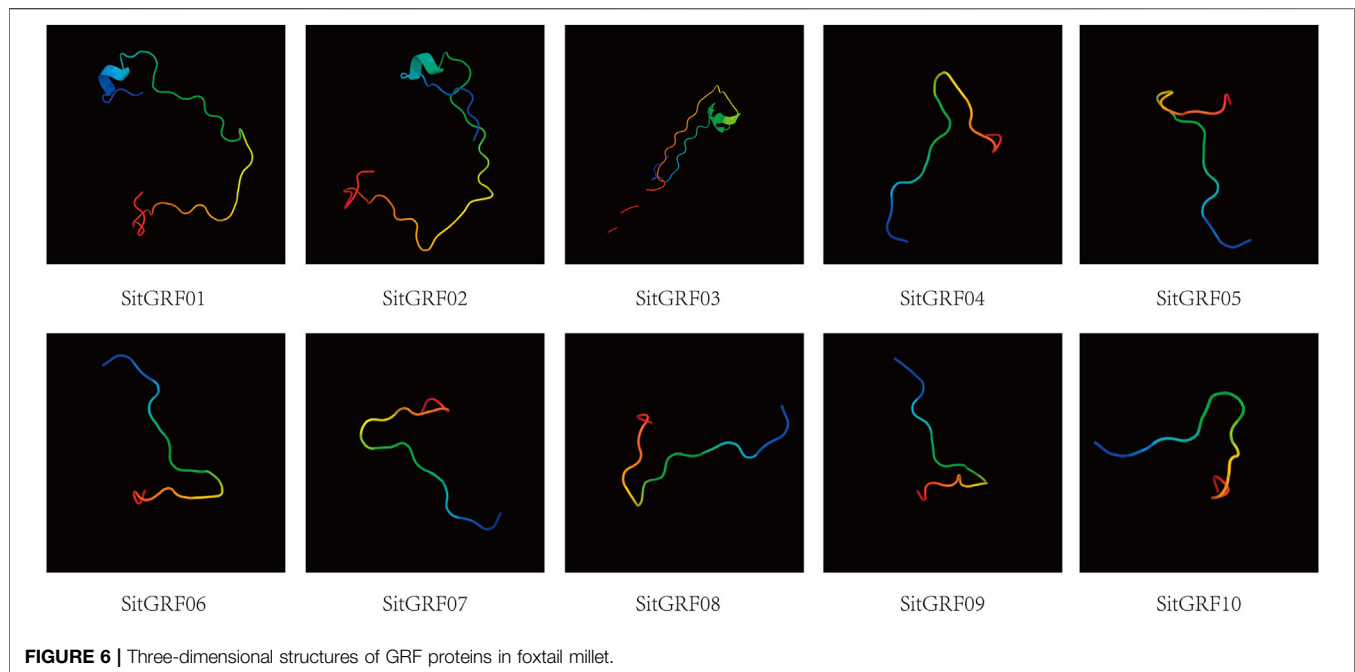 SitGRF01 SitGRF02 SitGRF03 SitGRF04 SitGRF05
SitGRF06 SitGRF07 SitGRF08 SitGRF09 SitGRF10
FIGURE 6 | Three-dimensional structures of GRF proteins in foxtail millet.